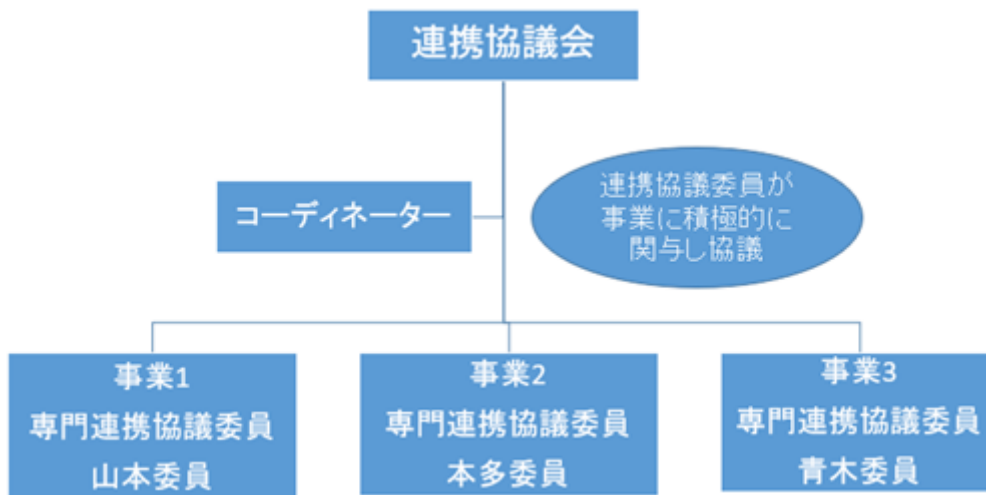 連携協議会
コーディネーター
連携協議委員が
事業に積極的に
関与し協議
事業1
専門連携協議委員
山本委員
事業2
専門連携協議委員
本多委員
事業3
専門連携協議委員
青木委員